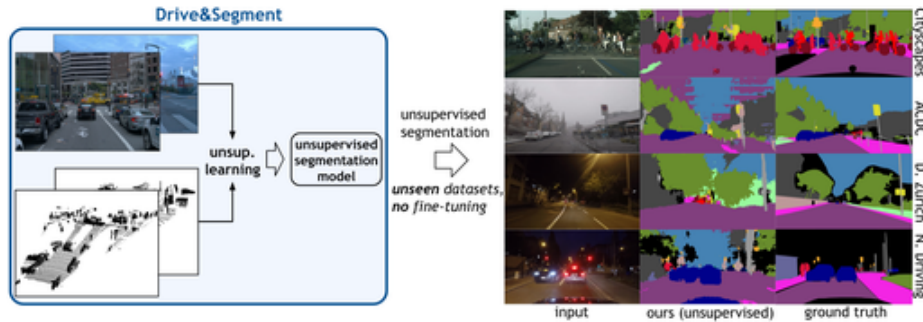 Drive&Segment
unsup.
learning
unsupervised
segmentation
model
unsupervised
segmentation
unseen datasets,
no fine-tuning
Cityscapes
ACDC
D. Zurich
N. Driving
input
ours (unsupervised)
ground truth